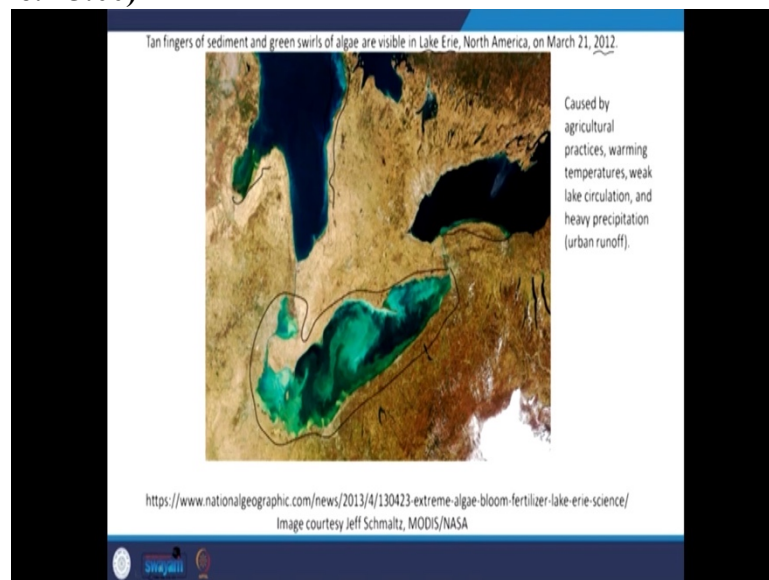 Tan fingers of sediment and green swirls of algae are visible in Lake Erie, North America, on March 21, 2012.
Caused by
agricultural
practices, warming
temperatures, weak
lake circulation, and
heavy precipitation
(urban runoff).
https://www.nationalgeographic.com/news/2013/4/130423-extreme-algae-bloom-fertilizer-lake-erie-science/
Image courtesy Jeff Schmaltz, MODIS/NASA
swayam